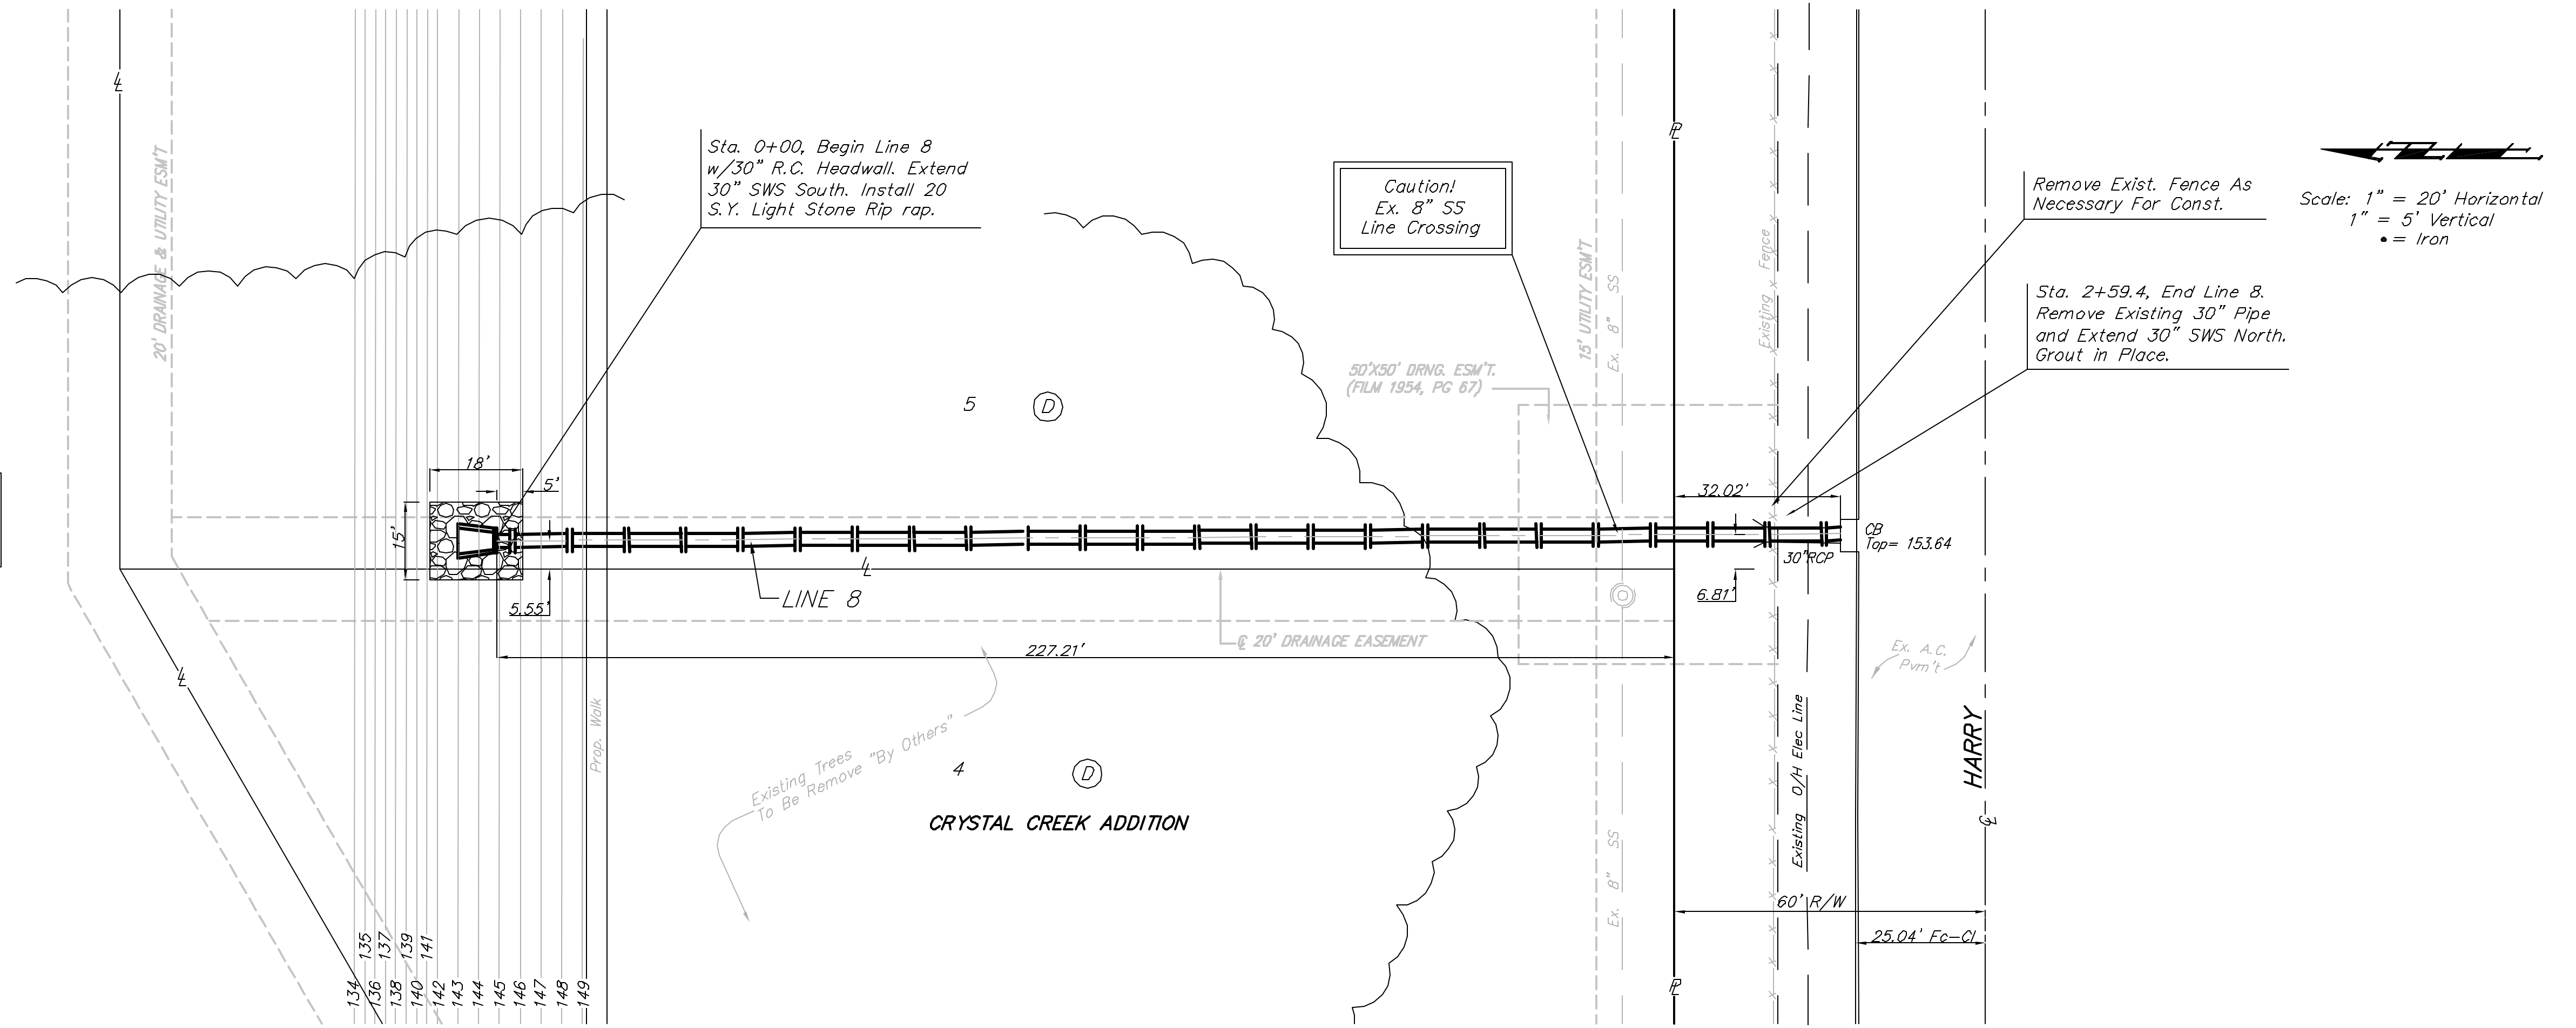 20' DRAINAGE & UTILITY ESM'T
Sta. 0+00, Begin Line 8
w/30" R.C. Headwall. Extend
30" SWS South. Install 20
S.Y. Light Stone Rip rap.
Caution!
Ex. 8" SS
Line Crossing
Remove Exist. Fence As
Necessary For Const.
Scale: 1" = 20' Horizontal
1" = 5' Vertical
• = Iron
Sta. 2+59.4, End Line 8.
Remove Existing 30" Pipe
and Extend 30" SWS North.
Grout in Place.
15' UTILITY ESM'T
Ex. 8" SS
Existing Fence
50'X50' DRNG. ESM'T.
(FILM 1954, PG 67)
5
D
18'
5'
15'
32.02'
CB
Top= 153.64
30"RCP
5.55'
LINE 8
6.81'
℄ 20' DRAINAGE EASEMENT
227.21'
Ex. A.C.
Pvm't
Prop. Walk
Existing Trees
To Be Remove "By Others"
4
D
CRYSTAL CREEK ADDITION
Existing O/H Elec Line
HARRY
Ex. 8" SS
60' R/W
25.04' Fc-Cl
134
135
136
137
138
139
140
141
142
143
144
145
146
147
148
149